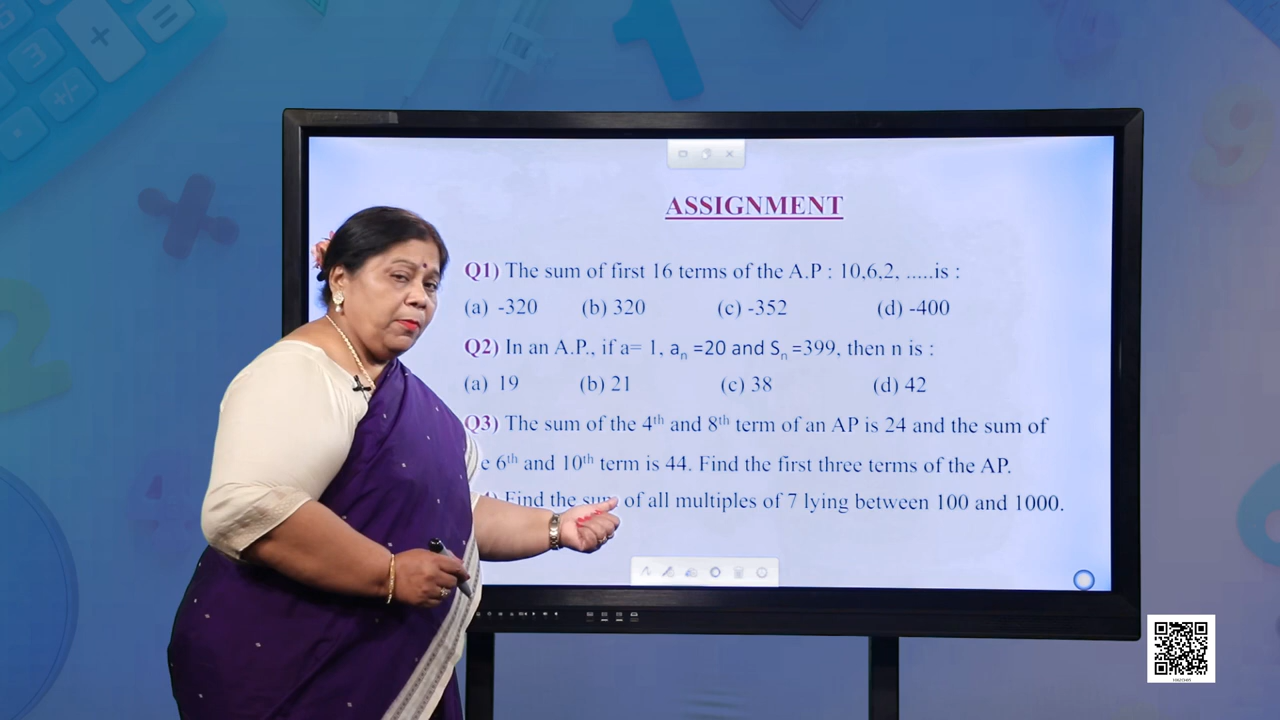 ASSIGNMENT
Q1) The sum of first 16 terms of the A.P : 10,6,2, .....is :
(a) -320 (b) 320 (c) -352 (d) -400
Q2) In an A.P., if a= 1, aₙ =20 and Sₙ =399, then n is :
(a) 19 (b) 21 (c) 38 (d) 42
Q3) The sum of the 4ᵗʰ and 8ᵗʰ term of an AP is 24 and the sum of
6ᵗʰ and 10ᵗʰ term is 44. Find the first three terms of the AP.
Find the sum of all multiples of 7 lying between 100 and 1000.